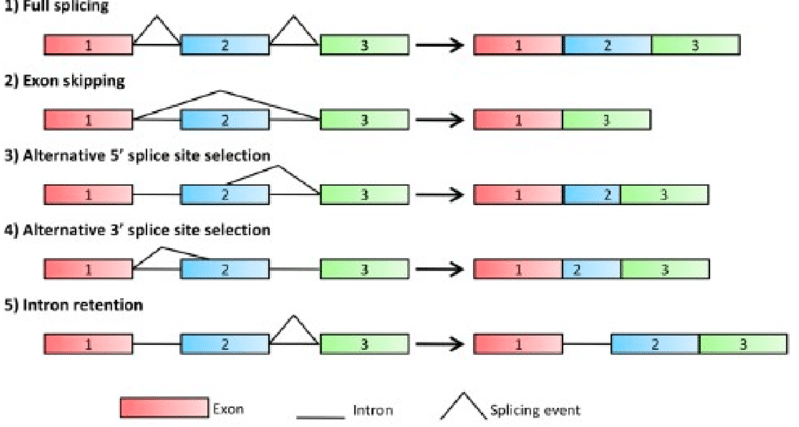 1) Full splicing
1 2 3 1 2 3
2) Exon skipping
1 2 3 1 3
3) Alternative 5′ splice site selection
1 2 3 1 2 3
4) Alternative 3′ splice site selection
1 2 3 1 2 3
5) Intron retention
1 2 3 1 2 3
Exon Intron Splicing event